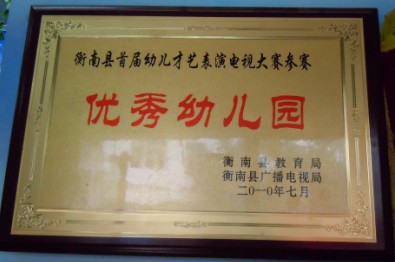 衡南县首届幼儿才艺表演电视大赛参赛
优秀幼儿园
衡南县教育局
衡南县广播电视局
二〇一〇年七月